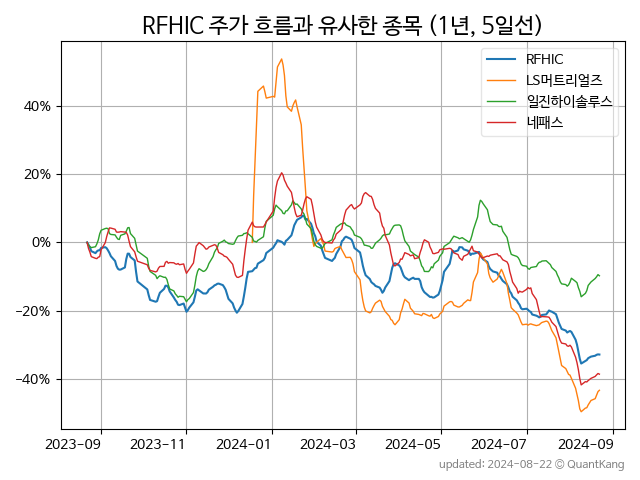 RFHIC 주가 흐름과 유사한 종목 (1년, 5일선)
RFHIC
LS머트리얼즈
일진하이솔루스
네패스
40%
20%
0%
−20%
−40%
2023-09 2023-11 2024-01 2024-03 2024-05 2024-07 2024-09
updated: 2024-08-22 © QuantKang